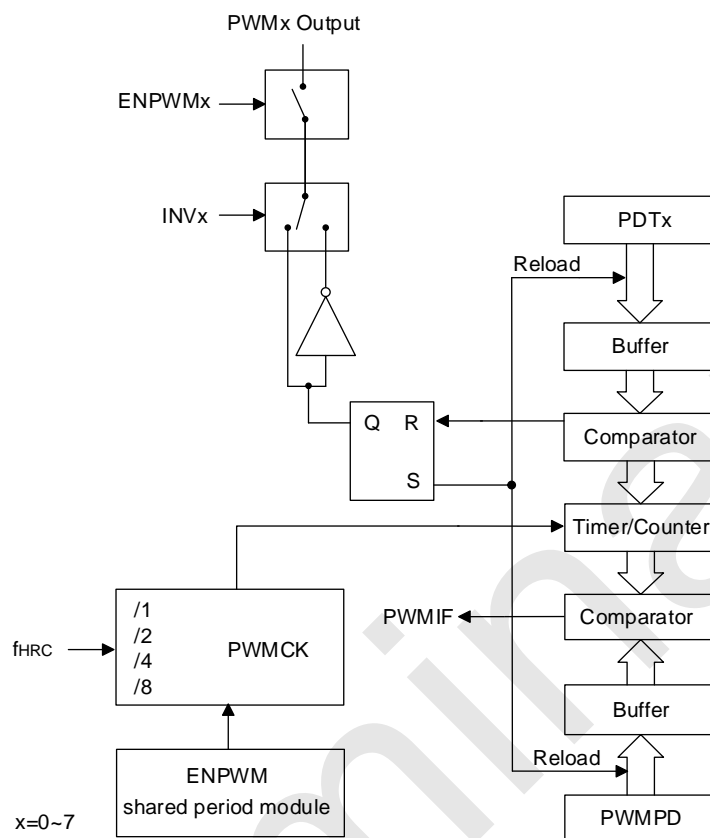 PWMx Output
ENPWMx
INVx
PDTx
Reload
Buffer
Q R
S
Comparator
Timer/Counter
fHRC
/1
/2
/4
/8
PWMCK
PWMIF
Comparator
Buffer
Reload
ENPWM
shared period module
PWMPD
x=0~7